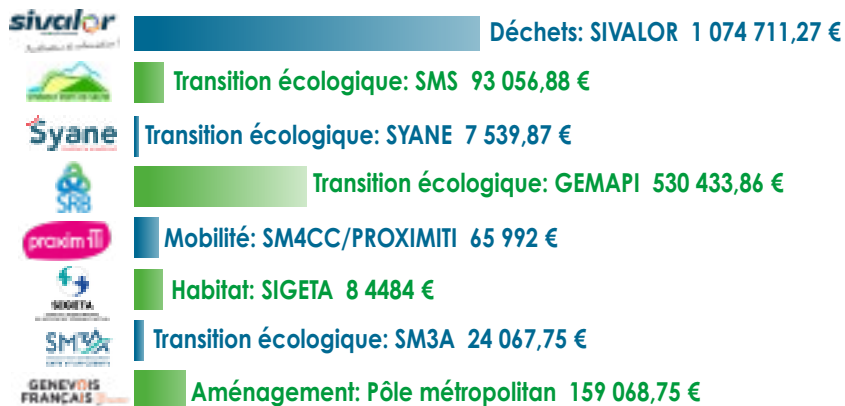 sivalor
Déchets: SIVALOR 1 074 711,27 €
Transition écologique: SMS 93 056,88 €
Syane
Transition écologique: SYANE 7 539,87 €
SRB
Transition écologique: GEMAPI 530 433,86 €
proximiTi
Mobilité: SM4CC/PROXIMITI 65 992 €
SIGETA
Habitat: SIGETA 8 4484 €
SM3A
Transition écologique: SM3A 24 067,75 €
GENEVOIS
FRANÇAIS
Aménagement: Pôle métropolitan 159 068,75 €